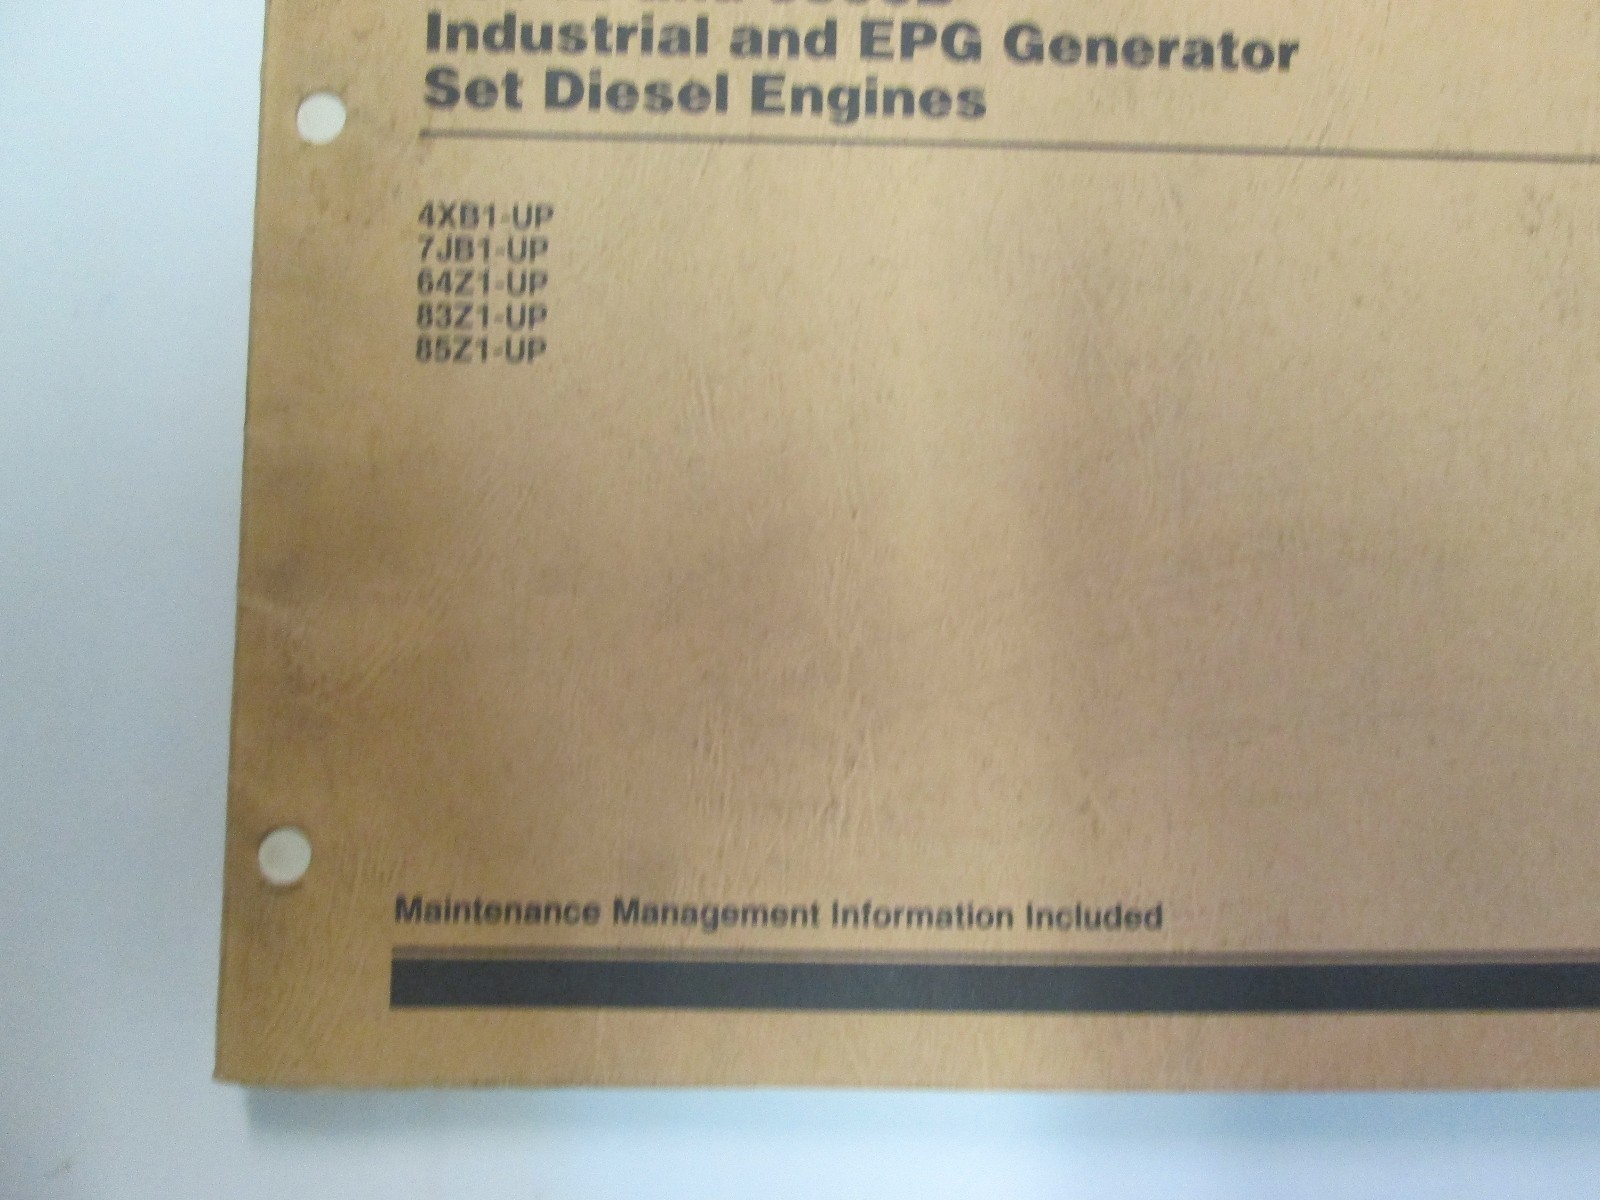 and
Industrial and EPG Generator
Set Diesel Engines
4XB1-UP
7JB1-UP
64Z1-UP
83Z1-UP
85Z1-UP
Maintenance Management Information Included